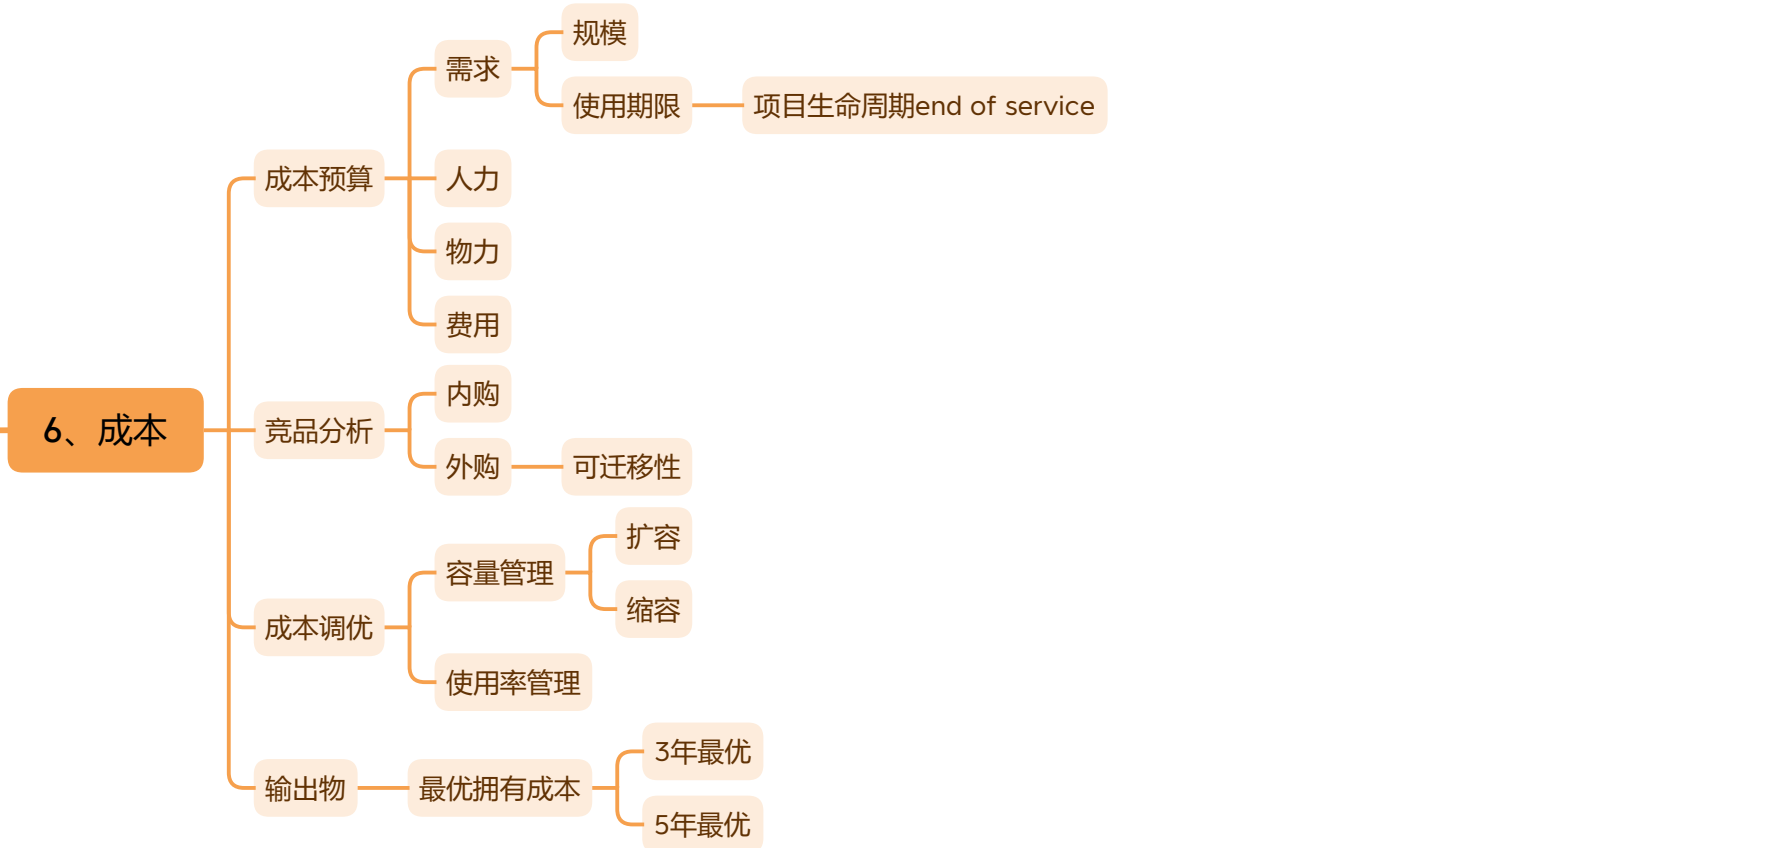 规模
需求
使用期限
项目生命周期end of service
成本预算
人力
物力
费用
内购
6、成本
竞品分析
外购
可迁移性
扩容
容量管理
缩容
成本调优
使用率管理
3年最优
输出物
最优拥有成本
5年最优